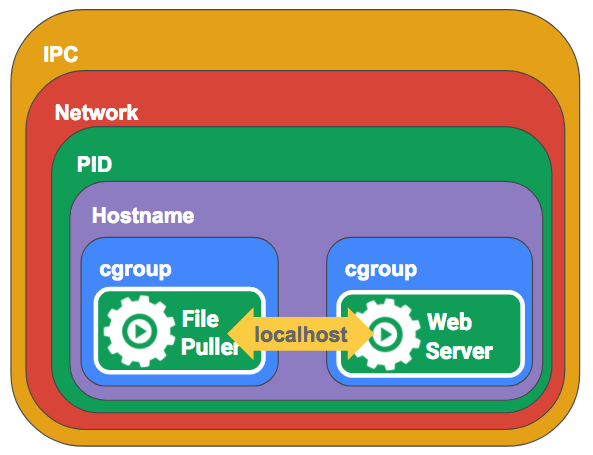 IPC
Network
PID
Hostname
cgroup
cgroup
File
Puller
localhost
Web
Server